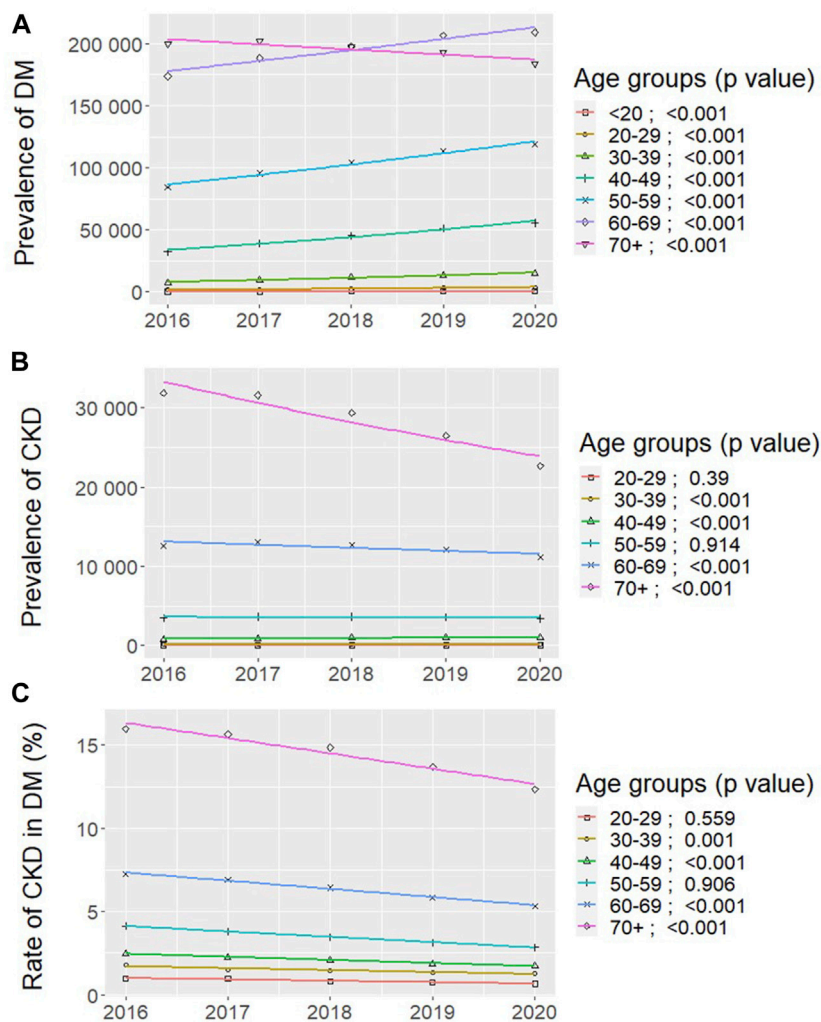 A
Prevalence of DM
200 000
150 000
100 000
50 000
0
2016 2017 2018 2019 2020
Age groups (p value)
<20 ; <0.001
20-29 ; <0.001
30-39 ; <0.001
40-49 ; <0.001
50-59 ; <0.001
60-69 ; <0.001
70+ ; <0.001
B
Prevalence of CKD
30 000
20 000
10 000
0
2016 2017 2018 2019 2020
Age groups (p value)
20-29 ; 0.39
30-39 ; <0.001
40-49 ; <0.001
50-59 ; 0.914
60-69 ; <0.001
70+ ; <0.001
C
Rate of CKD in DM (%)
15
10
5
0
2016 2017 2018 2019 2020
Age groups (p value)
20-29 ; 0.559
30-39 ; 0.001
40-49 ; <0.001
50-59 ; 0.906
60-69 ; <0.001
70+ ; <0.001